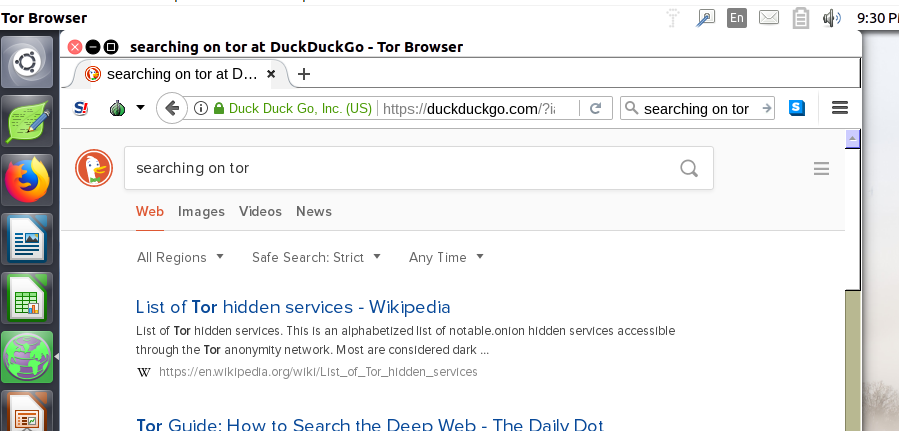 Tor Browser
En
9:30 P
searching on tor at DuckDuckGo - Tor Browser
searching on tor at D…
S!
Duck Duck Go, Inc. (US)
https://duckduckgo.com/?i
searching on tor
S
searching on tor
Web Images Videos News
All Regions Safe Search: Strict Any Time
List of Tor hidden services - Wikipedia
List of Tor hidden services. This is an alphabetized list of notable.onion hidden services accessible
through the Tor anonymity network. Most are considered dark ...
W https://en.wikipedia.org/wiki/List_of_Tor_hidden_services
Tor Guide: How to Search the Deep Web - The Daily Dot